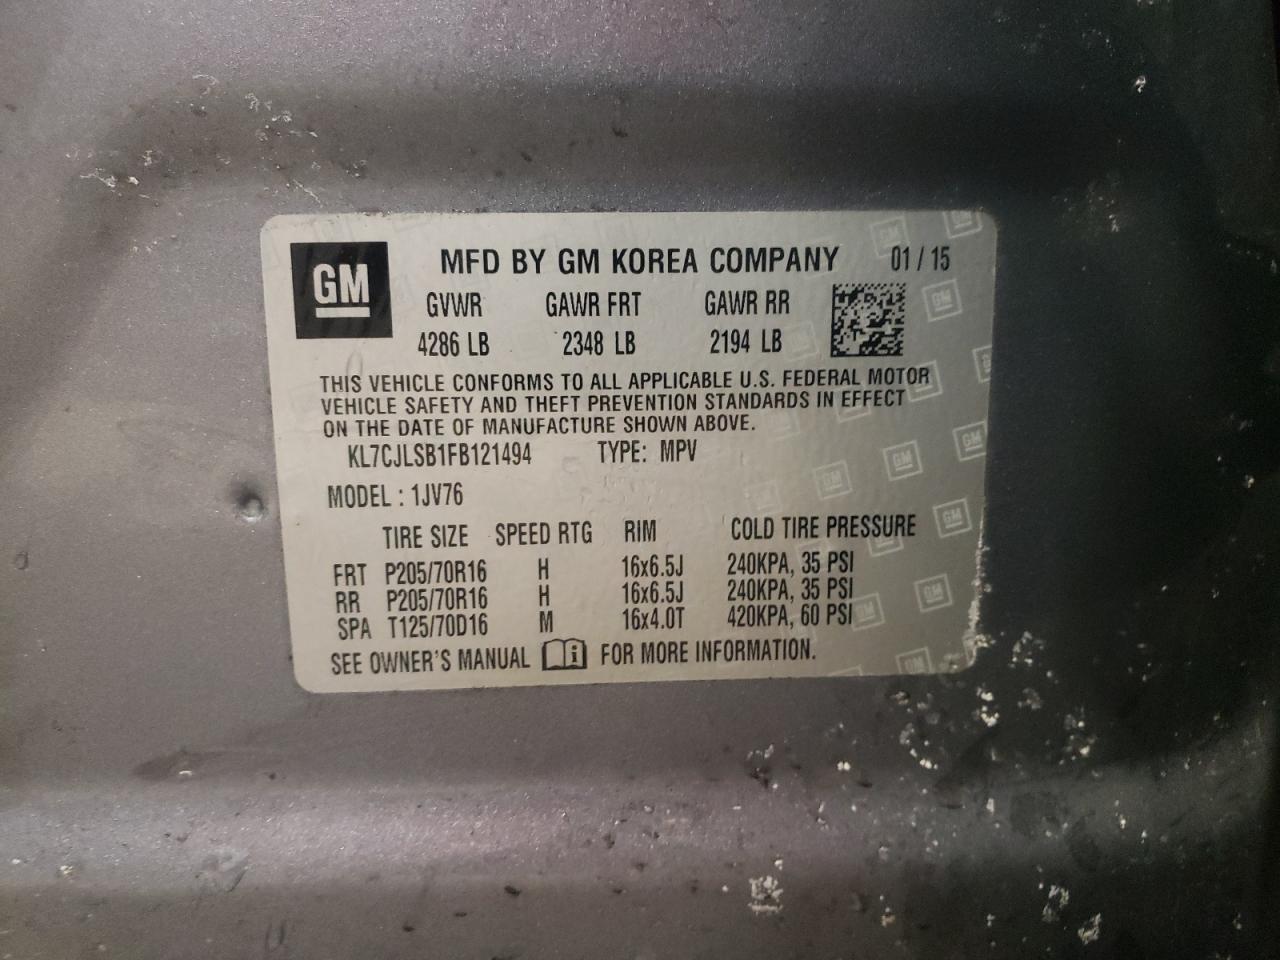 GM MFD BY GM KOREA COMPANY 01 / 15
GVWR GAWR FRT GAWR RR
4286 LB 2348 LB 2194 LB
THIS VEHICLE CONFORMS TO ALL APPLICABLE U.S. FEDERAL MOTOR
VEHICLE SAFETY AND THEFT PREVENTION STANDARDS IN EFFECT
ON THE DATE OF MANUFACTURE SHOWN ABOVE.
KL7CJLSB1FB121494 TYPE: MPV
MODEL : 1JV76
TIRE SIZE SPEED RTG RIM COLD TIRE PRESSURE
FRT P205/70R16 H 16x6.5J 240KPA, 35 PSI
RR P205/70R16 H 16x6.5J 240KPA, 35 PSI
SPA T125/70D16 M 16x4.0T 420KPA, 60 PSI
SEE OWNER'S MANUAL FOR MORE INFORMATION.